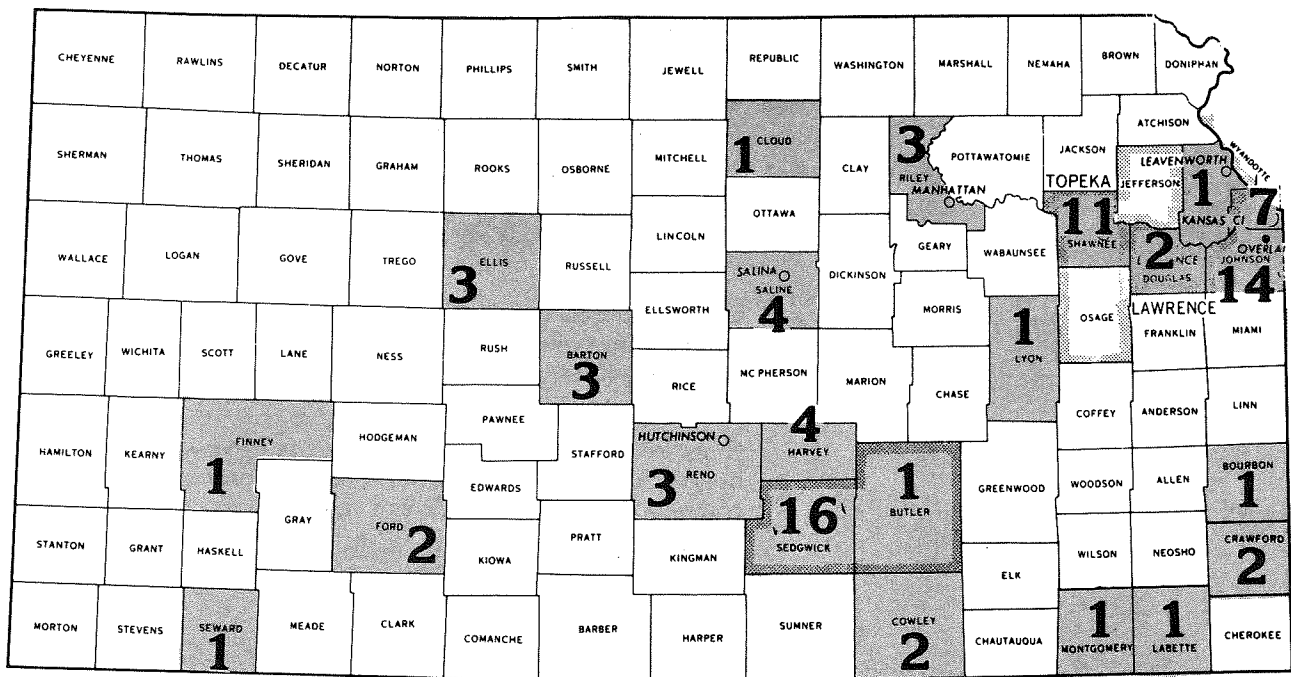 CHEYENNE RAWLINS DECATUR NORTON PHILLIPS SMITH JEWELL REPUBLIC WASHINGTON MARSHALL NEMAHA BROWN DONIPHAN
SHERMAN THOMAS SHERIDAN GRAHAM ROOKS OSBORNE MITCHELL
1 CLOUD
CLAY
3
RILEY
MANHATTAN
POTTAWATOMIE
JACKSON
ATCHISON
WYANDOTTE
LEAVENWORTH
1
TOPEKA
JEFFERSON
KANSAS
7
WALLACE LOGAN GOVE TREGO
ELLIS
3
RUSSELL
LINCOLN
OTTAWA
SALINA
SALINE
4
DICKINSON
GEARY
WABAUNSEE
11
SHAWNEE
2
DOUGLAS
JOHNSON
14
LAWRENCE
GREELEY WICHITA SCOTT LANE NESS RUSH
BARTON
3
ELLSWORTH
RICE
MC PHERSON
MARION
MORRIS
CHASE
1
LYON
OSAGE
FRANKLIN
MIAMI
HAMILTON KEARNY
FINNEY
1
HODGEMAN
PAWNEE
STAFFORD
EDWARDS
HUTCHINSON
RENO
3
4
HARVEY
COFFEY
ANDERSON
LINN
GRAY
FORD
2
KIOWA
PRATT
KINGMAN
16
SEDGWICK
1
BUTLER
GREENWOOD
WOODSON
ALLEN
BOURBON
1
STANTON GRANT HASKELL
ELK
WILSON
NEOSHO
CRAWFORD
2
MORTON STEVENS
SEWARD
1
MEADE CLARK COMANCHE BARBER HARPER SUMNER
COWLEY
2
CHAUTAUQUA
1
MONTGOMERY
1
LABETTE
CHEROKEE